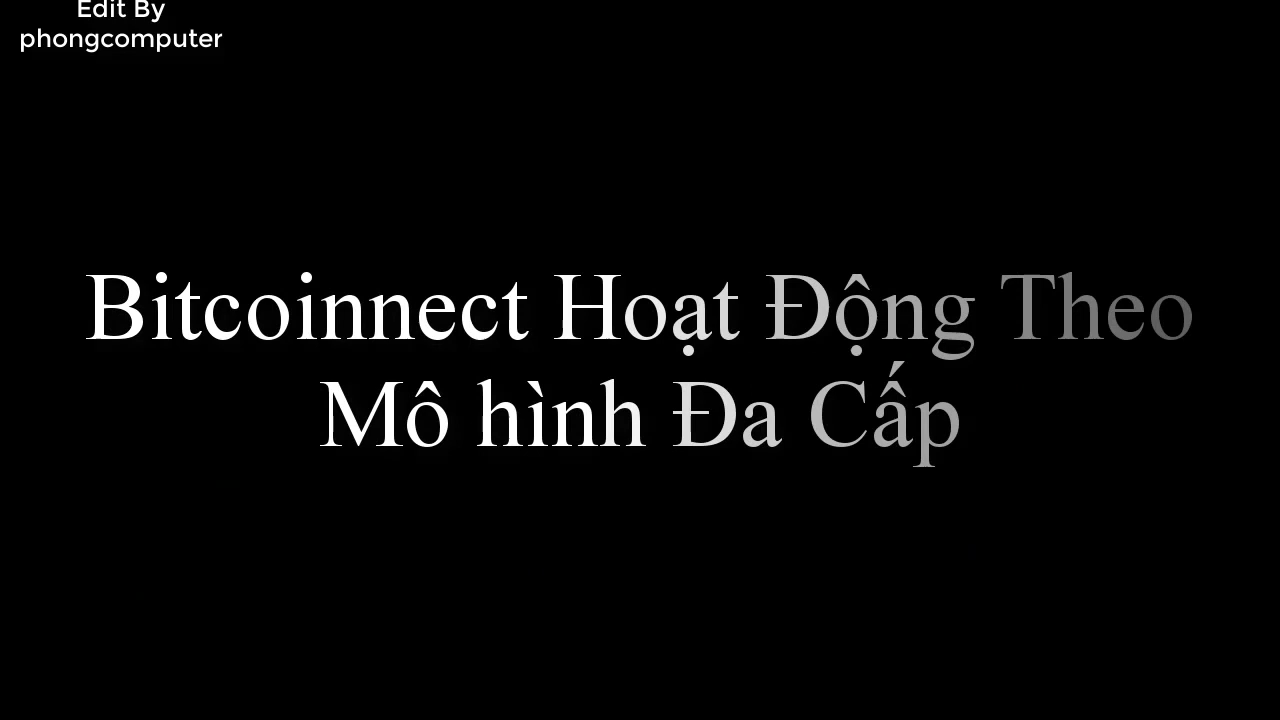 Edit By
phongcomputer
Bitcoinnect Hoạt Động Theo
Mô hình Đa Cấp